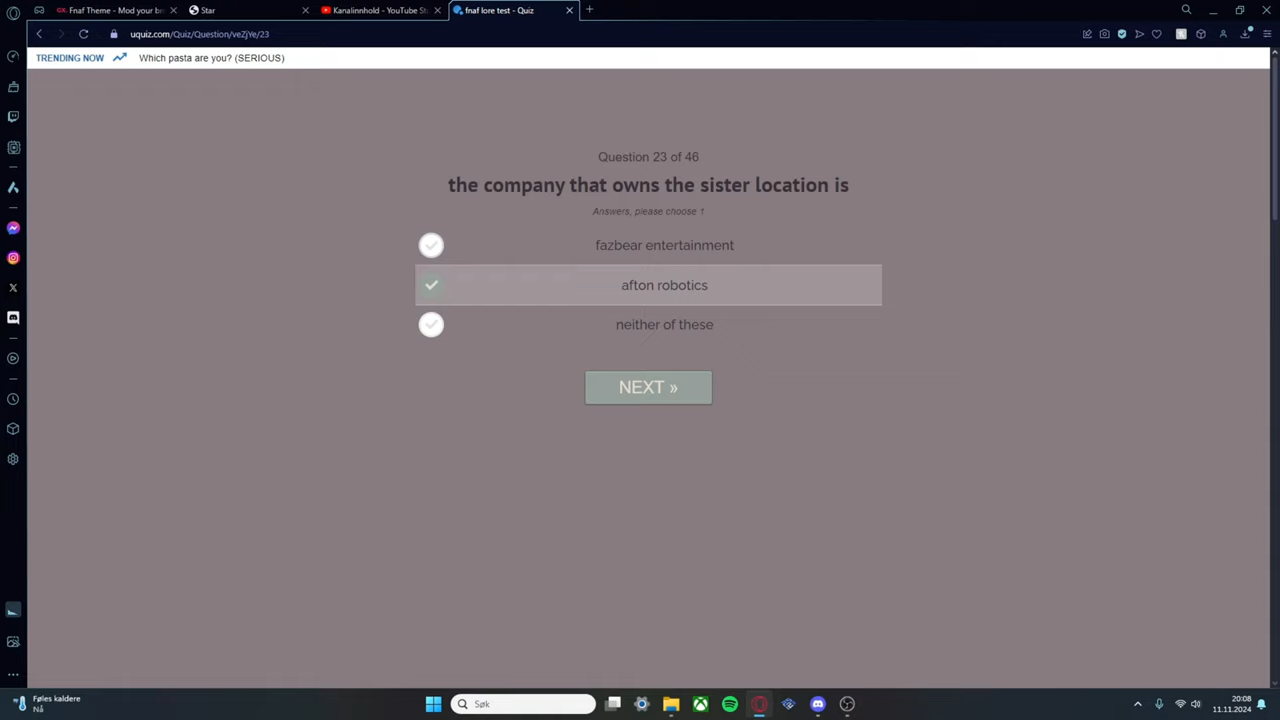 Fnaf Theme - Mod your br
Star
Kanalinnhold - YouTube St
fnaf lore test - Quiz
uquiz.com/Quiz/Question/veZjYe/23
TRENDING NOW Which pasta are you? (SERIOUS)
Question 23 of 46
the company that owns the sister location is
Answers, please choose 1
fazbear entertainment
afton robotics
neither of these
NEXT »
Føles kaldere
Nå
Søk
20:08
11.11.2024